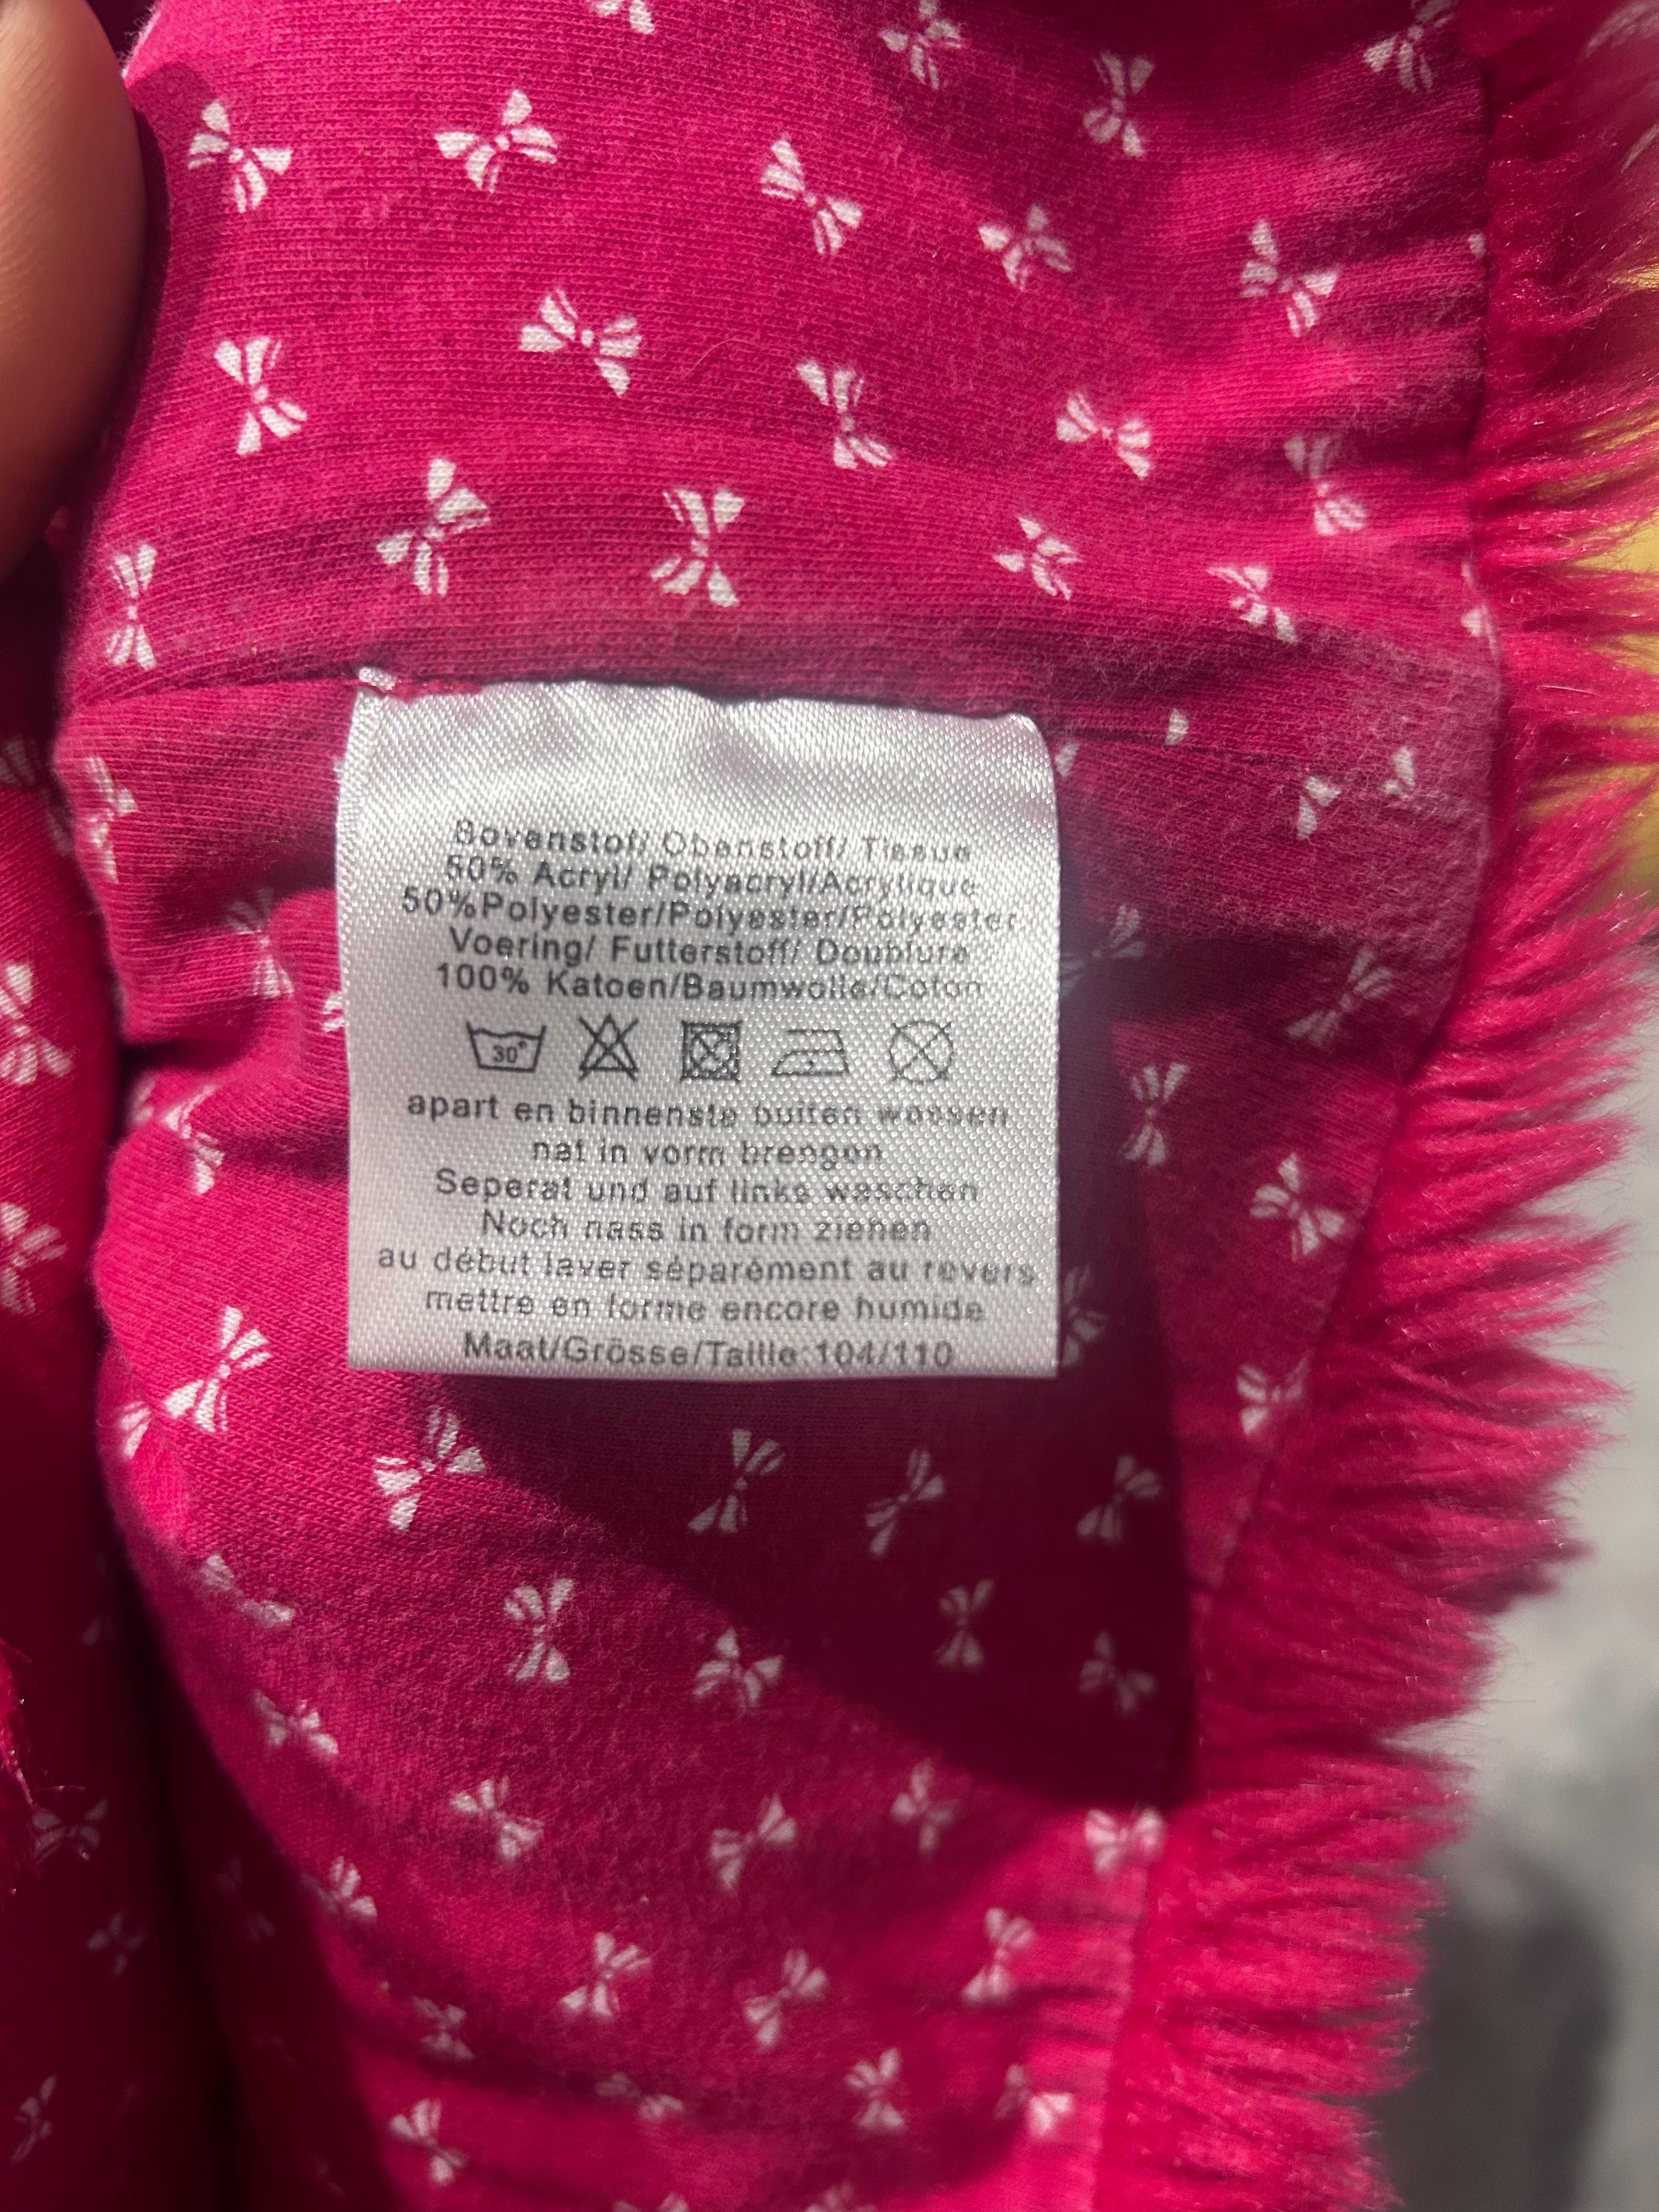 Bovenstof/ Obenstoff/ Tissue
50% Acryl/ Polyacryl/Acrylique
50%Polyester/Polyester/Polyester
Voering/ Futterstoff/ Doublure
100% Katoen/Baumwolle/Coton
30°
apart en binnenste buiten wassen
nat in vorm brengen
Seperat und auf links waschen
Noch nass in form ziehen
au début laver séparément au revers
mettre en forme encore humide
Maat/Grösse/Taille:104/110